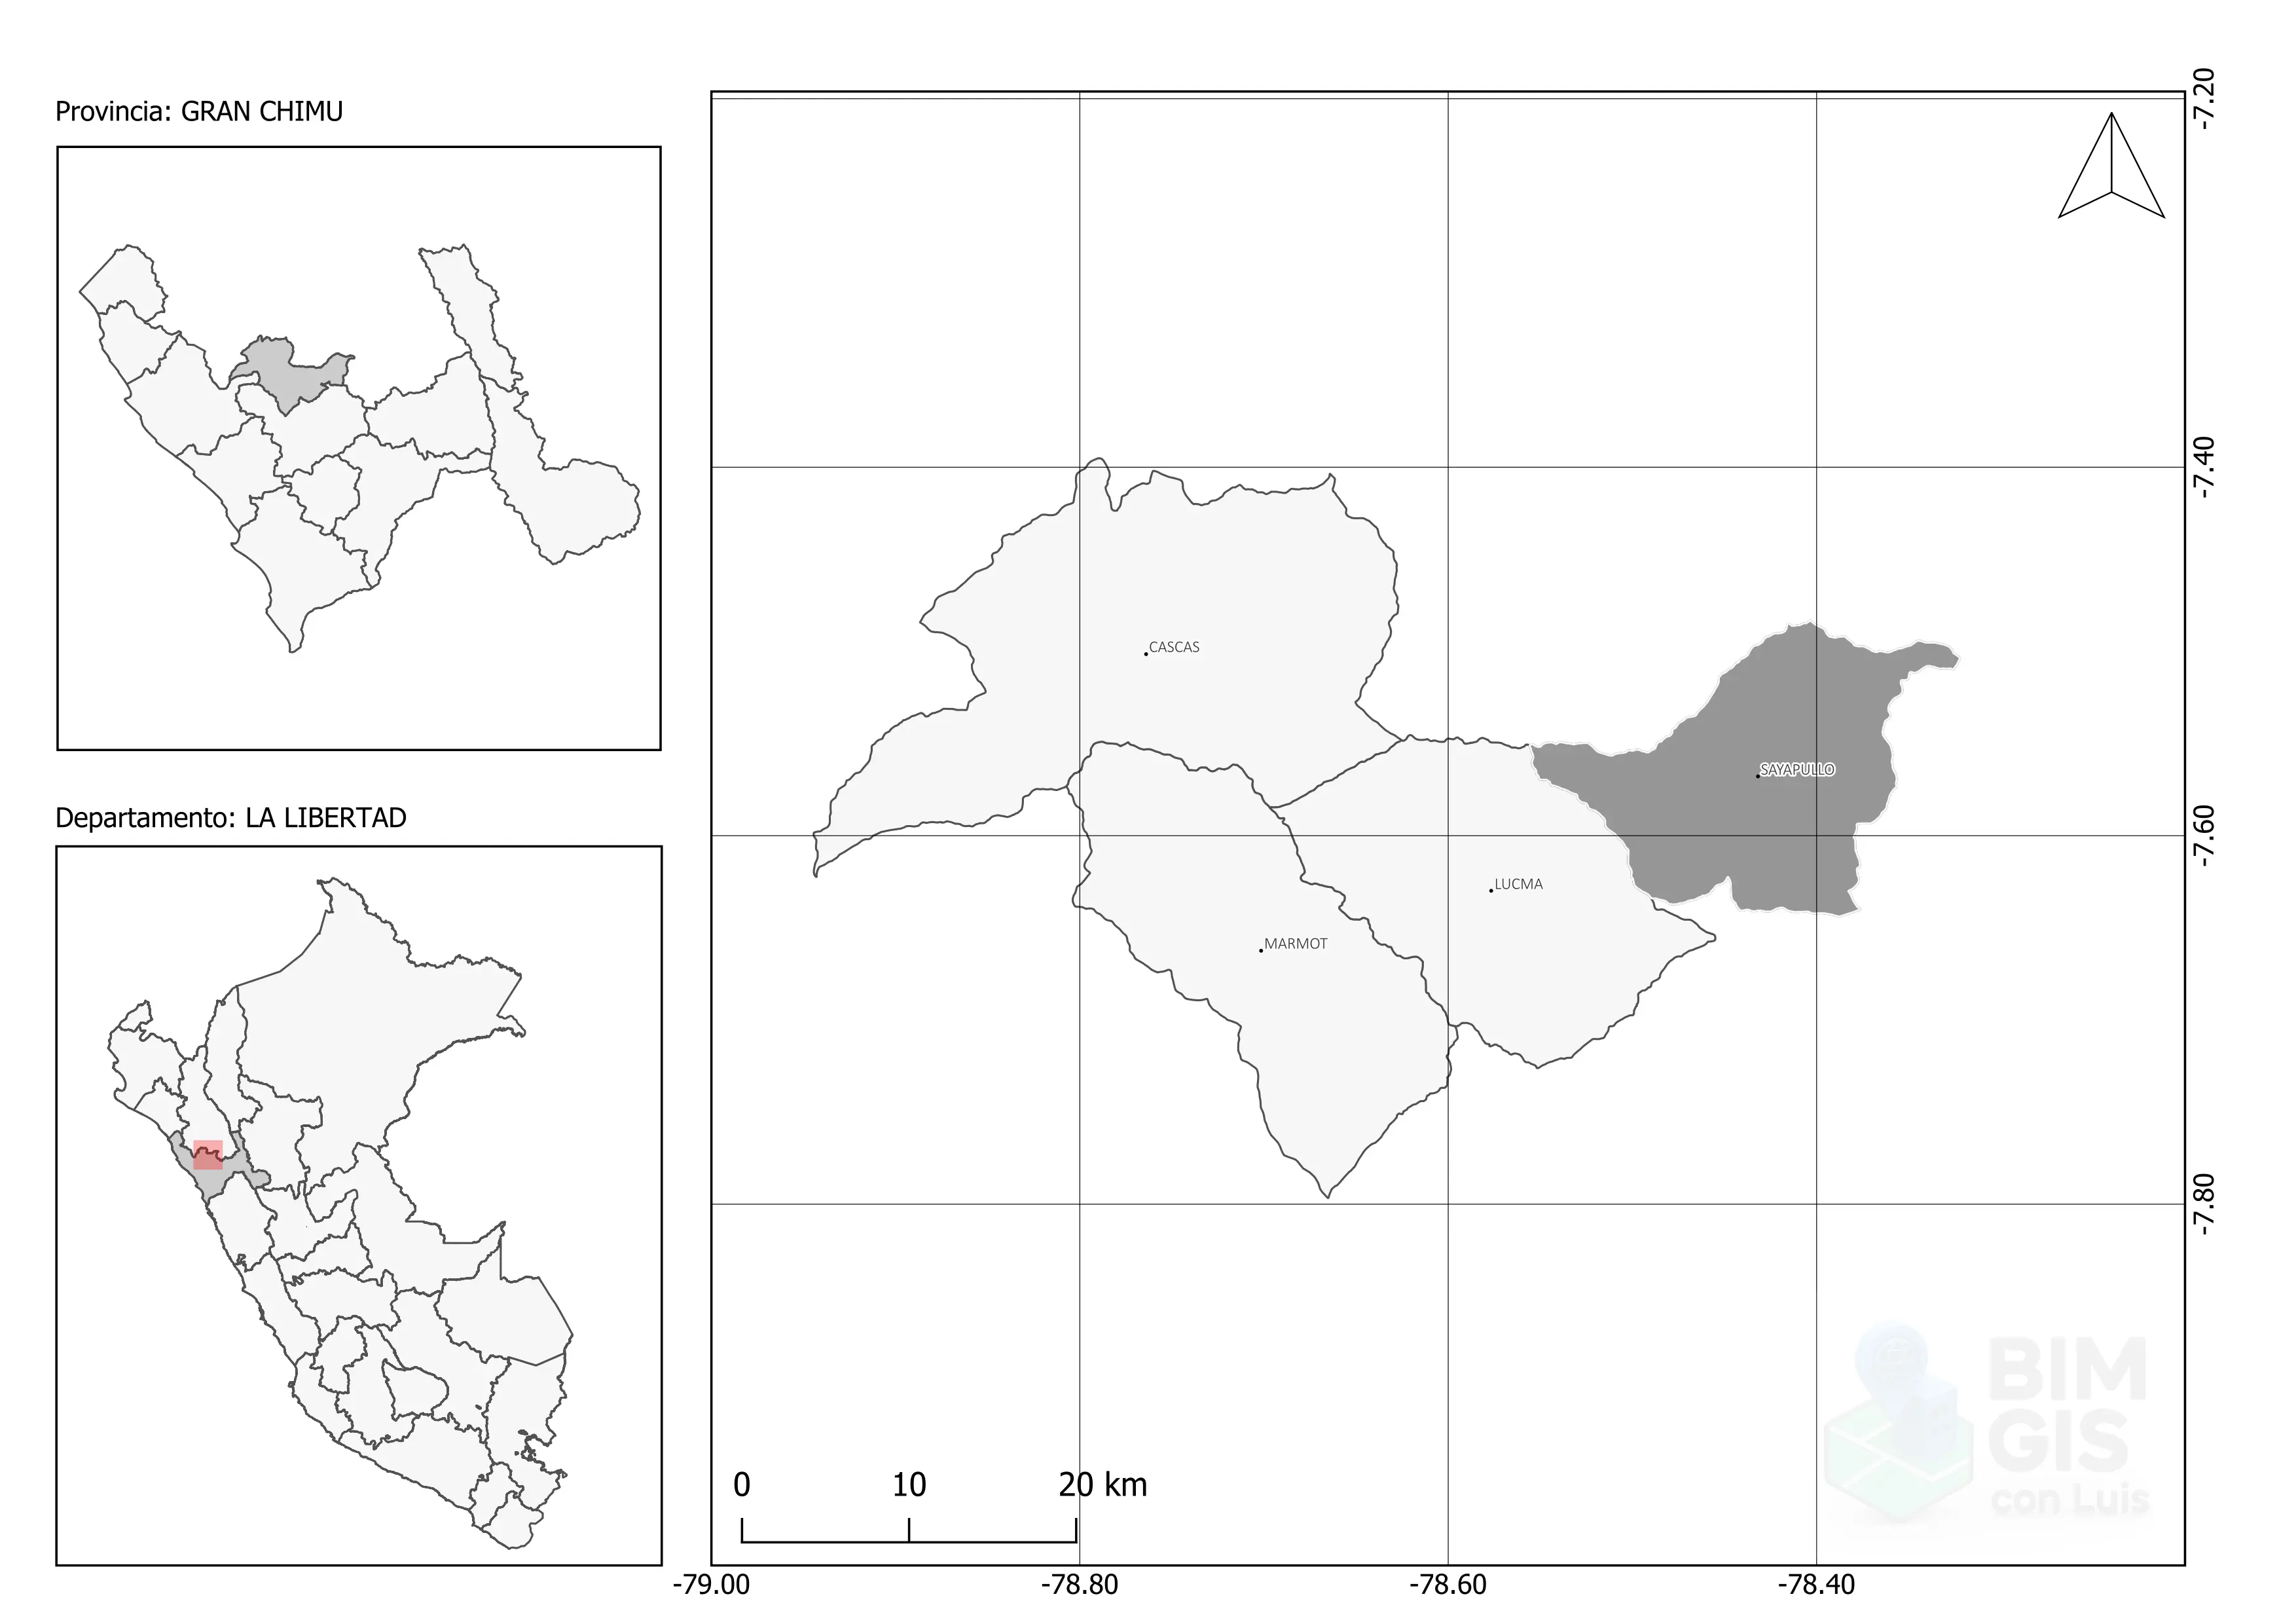 Provincia: GRAN CHIMU
Departamento: LA LIBERTAD
-7.20
-7.40
-7.60
-7.80
CASCAS
SAYAPULLO
LUCMA
MARMOT
0 10 20 km
-79.00 -78.80 -78.60 -78.40
BIM
GIS
con Luis